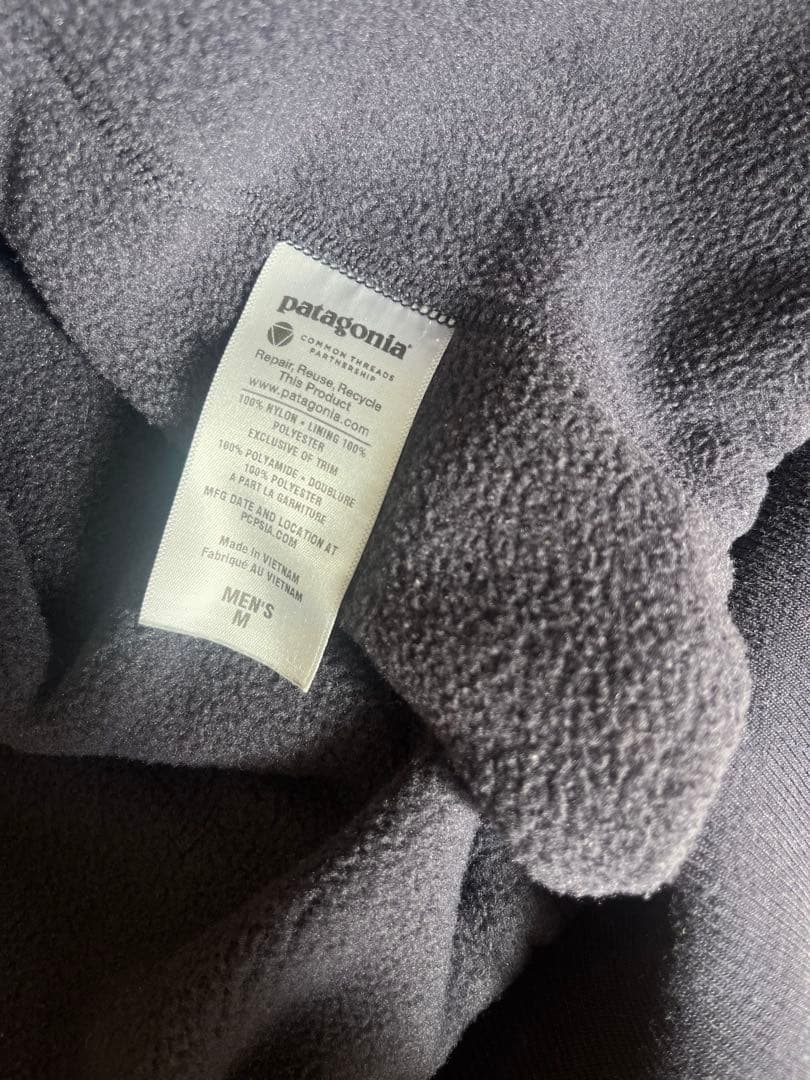 patagonia®
COMMON THREADS
PARTNERSHIP
Repair, Reuse, Recycle
This Product
www.patagonia.com
100% NYLON • LINING 100%
POLYESTER
EXCLUSIVE OF TRIM
100% POLYAMIDE • DOUBLURE
100% POLYESTER
A PART LA GARNITURE
MFG DATE AND LOCATION AT
PCPSIA.COM
Made in VIETNAM
Fabriqué AU VIETNAM
MEN'S
M